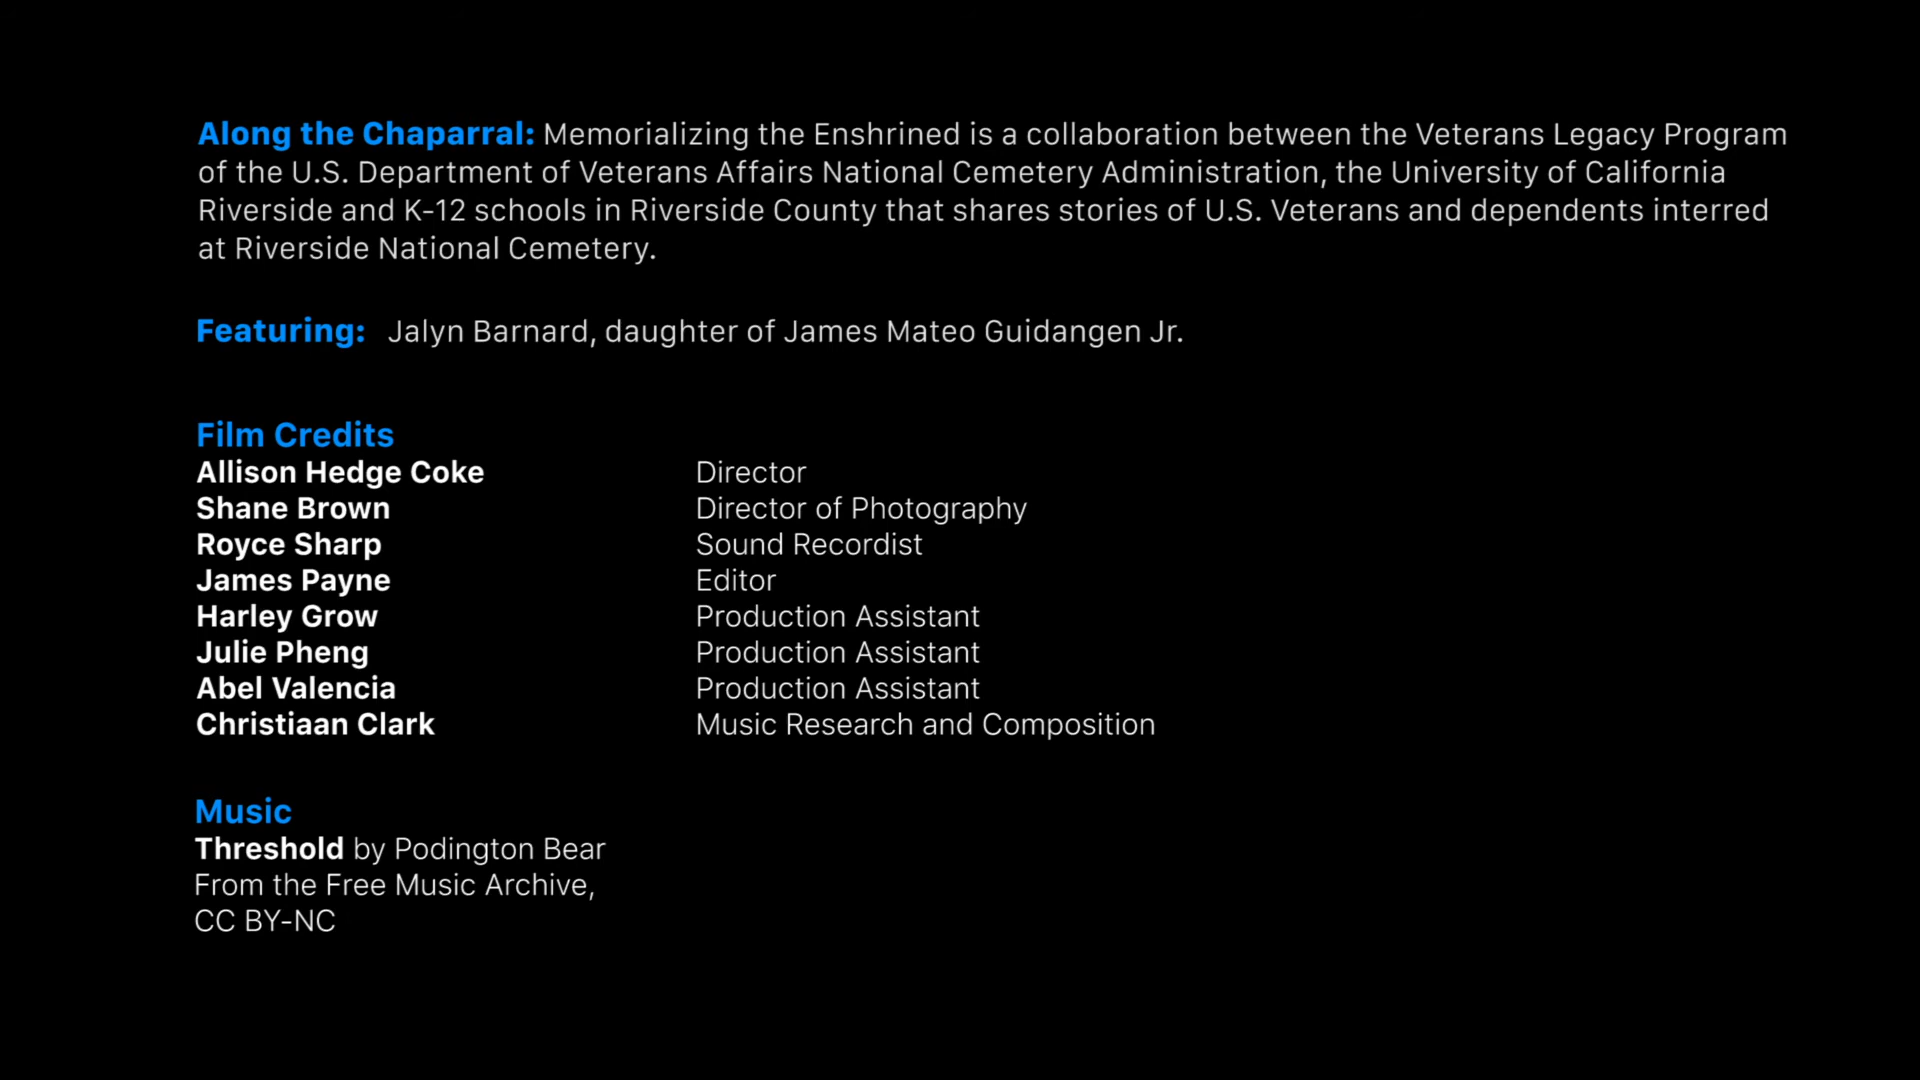 Along the Chaparral: Memorializing the Enshrined is a collaboration between the Veterans Legacy Program
of the U.S. Department of Veterans Affairs National Cemetery Administration, the University of California
Riverside and K-12 schools in Riverside County that shares stories of U.S. Veterans and dependents interred
at Riverside National Cemetery.
Featuring: Jalyn Barnard, daughter of James Mateo Guidangen Jr.
Film Credits
Allison Hedge Coke Director
Shane Brown Director of Photography
Royce Sharp Sound Recordist
James Payne Editor
Harley Grow Production Assistant
Julie Pheng Production Assistant
Abel Valencia Production Assistant
Christiaan Clark Music Research and Composition
Music
Threshold by Podington Bear
From the Free Music Archive,
CC BY-NC